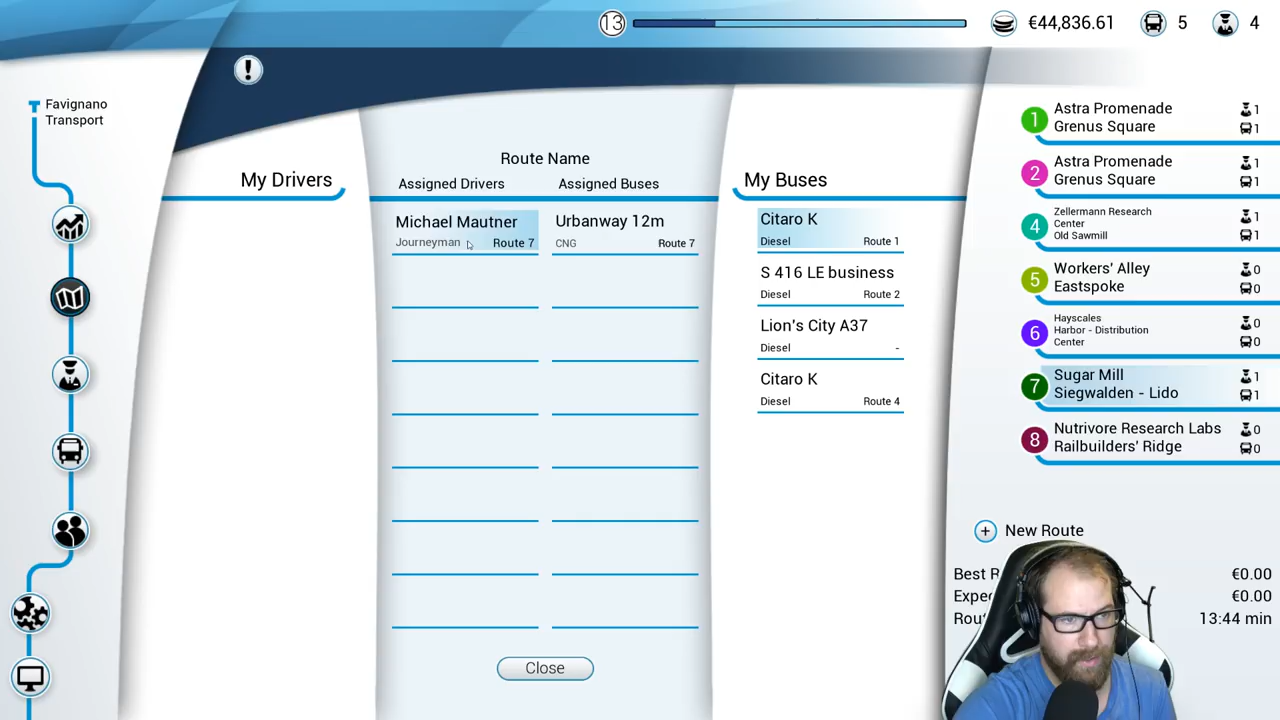 13
€44,836.61
5
4
Favignano
Transport
!
My Drivers
Route Name
Assigned Drivers
Assigned Buses
Michael Mautner
Journeyman
Route 7
Urbanway 12m
CNG
Route 7
Close
My Buses
Citaro K
Diesel
Route 1
S 416 LE business
Diesel
Route 2
Lion's City A37
Diesel
-
Citaro K
Diesel
Route 4
1
Astra Promenade
Grenus Square
1
1
2
Astra Promenade
Grenus Square
1
1
4
Zellermann Research
Center
Old Sawmill
1
1
5
Workers' Alley
Eastspoke
0
0
6
Hayscales
Harbor - Distribution
Center
0
0
7
Sugar Mill
Siegwalden - Lido
1
1
8
Nutrivore Research Labs
Railbuilders' Ridge
0
0
+ New Route
Best
€0.00
€0.00
13:44 min